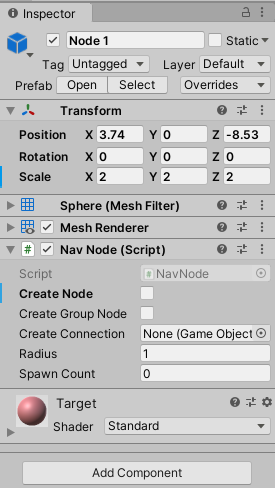 Inspector
Node 1
Static
Tag Untagged Layer Default
Prefab Open Select Overrides
Transform
Position X 3.74 Y 0 Z -8.53
Rotation X 0 Y 0 Z 0
Scale X 2 Y 2 Z 2
Sphere (Mesh Filter)
Mesh Renderer
Nav Node (Script)
Script NavNode
Create Node
Create Group Node
Create Connection None (Game Object
Radius 1
Spawn Count 0
Target
Shader Standard
Add Component